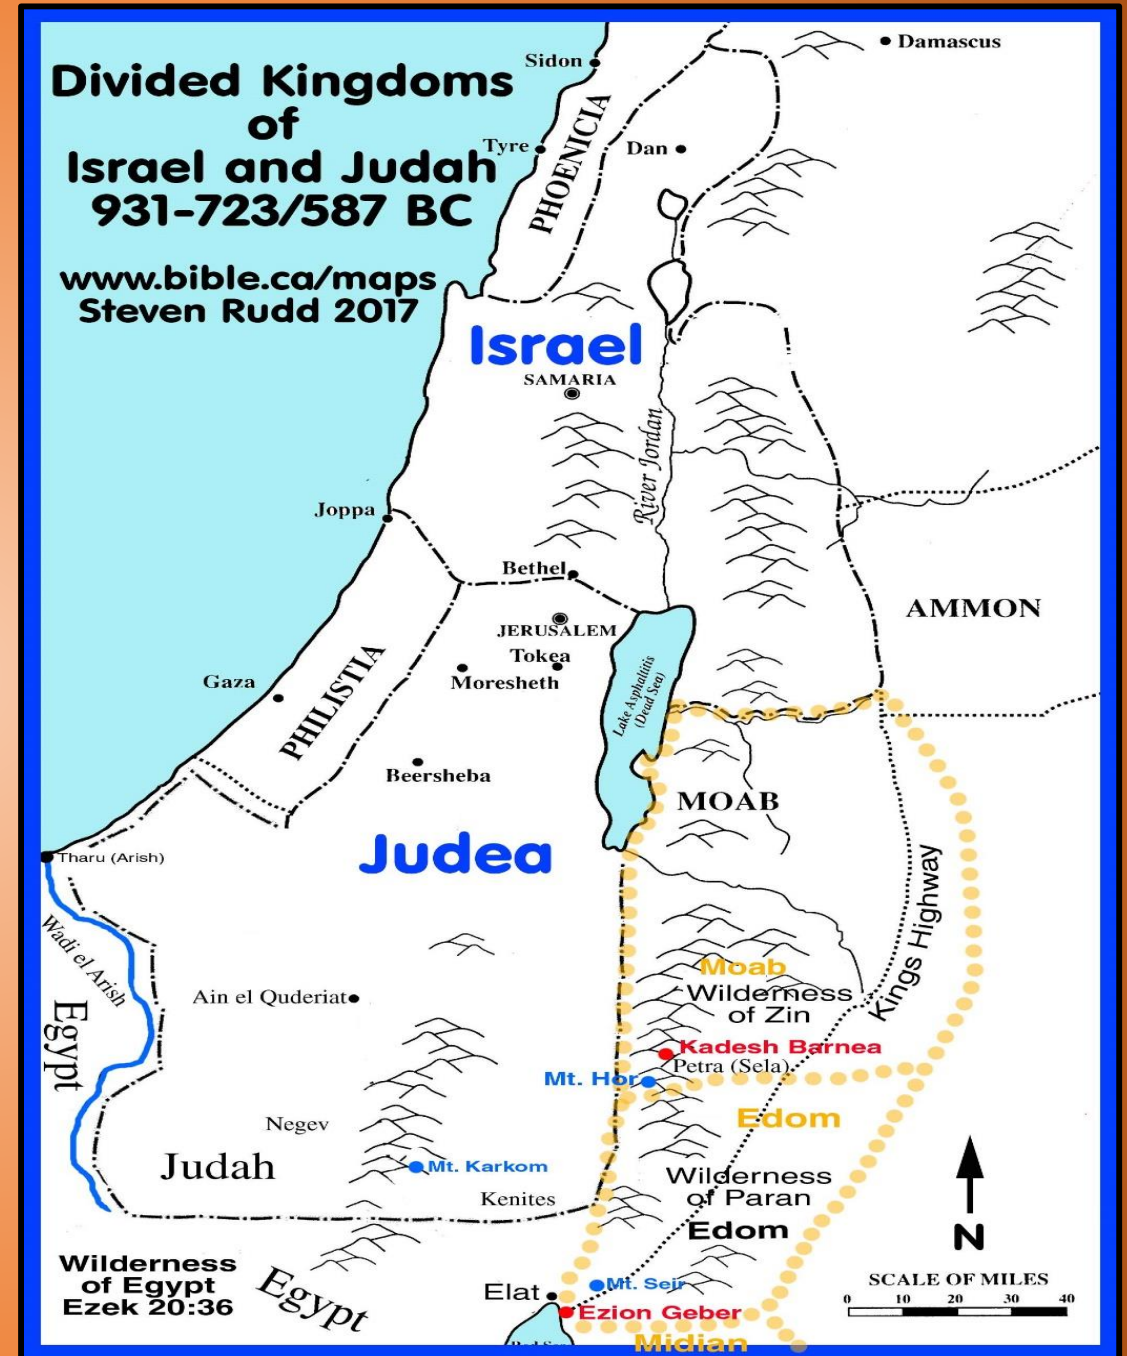 Divided Kingdoms
of
Israel and Judah
931-723/587 BC
www.bible.ca/maps
Steven Rudd 2017
Sidon
Damascus
PHOENICIA
Tyre
Dan
Israel
SAMARIA
River Jordan
Joppa
Bethel
AMMON
JERUSALEM
Tokea
Moresheth
Gaza
PHILISTIA
Lake Asphaltitis
(Dead Sea)
Beersheba
MOAB
Judea
Tharu (Arish)
Wadi el Arish
Egypt
Kings Highway
Moab
Wilderness
of Zin
Ain el Quderiat
Kadesh Barnea
Petra (Sela)
Mt. Hor
Edom
Negev
Judah
Mt. Karkom
Kenites
Wilderness
of Paran
Edom
N
Wilderness
of Egypt
Ezek 20:36
Egypt
Elat
Mt. Seir
Ezion Geber
Midian
SCALE OF MILES
0 10 20 30 40